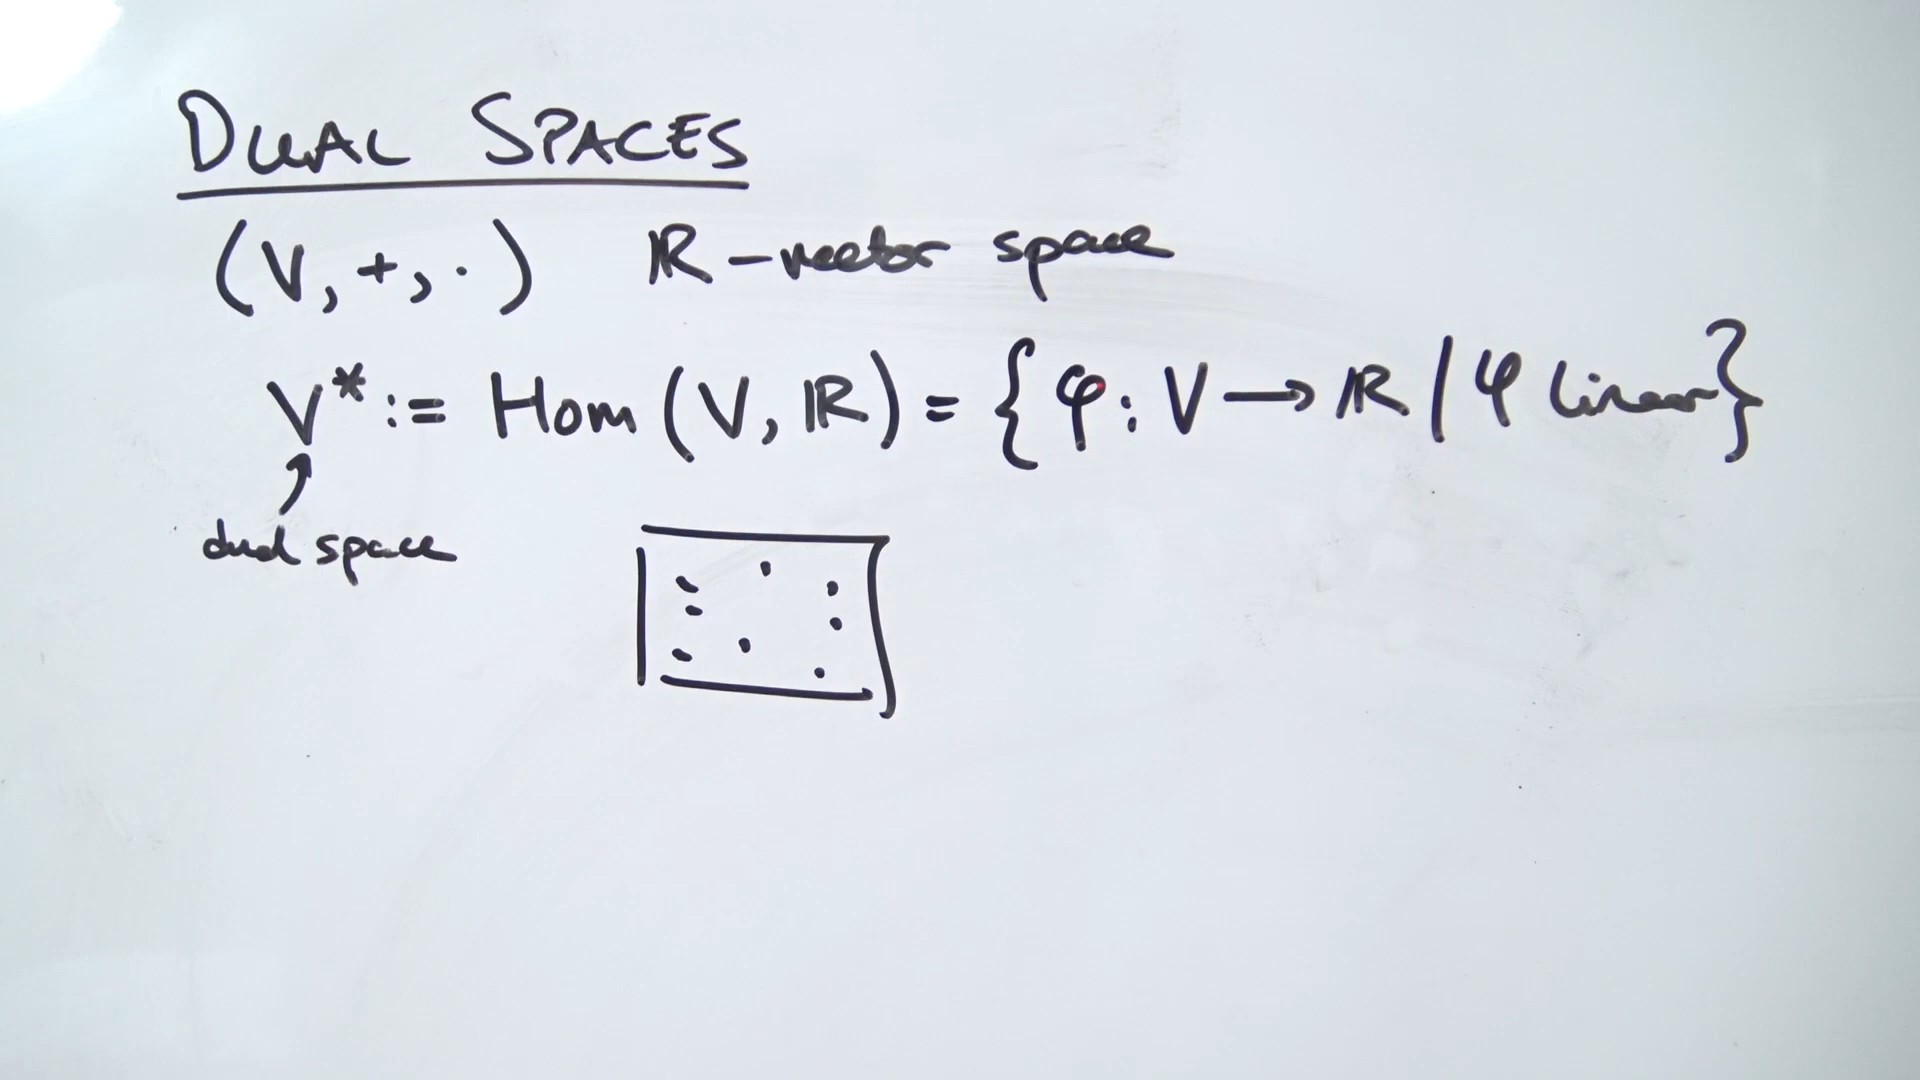 DUAL SPACES
(V, +, ·) ℝ-vector space
V* := Hom (V, ℝ) = { φ : V → ℝ | φ linear }
dual space